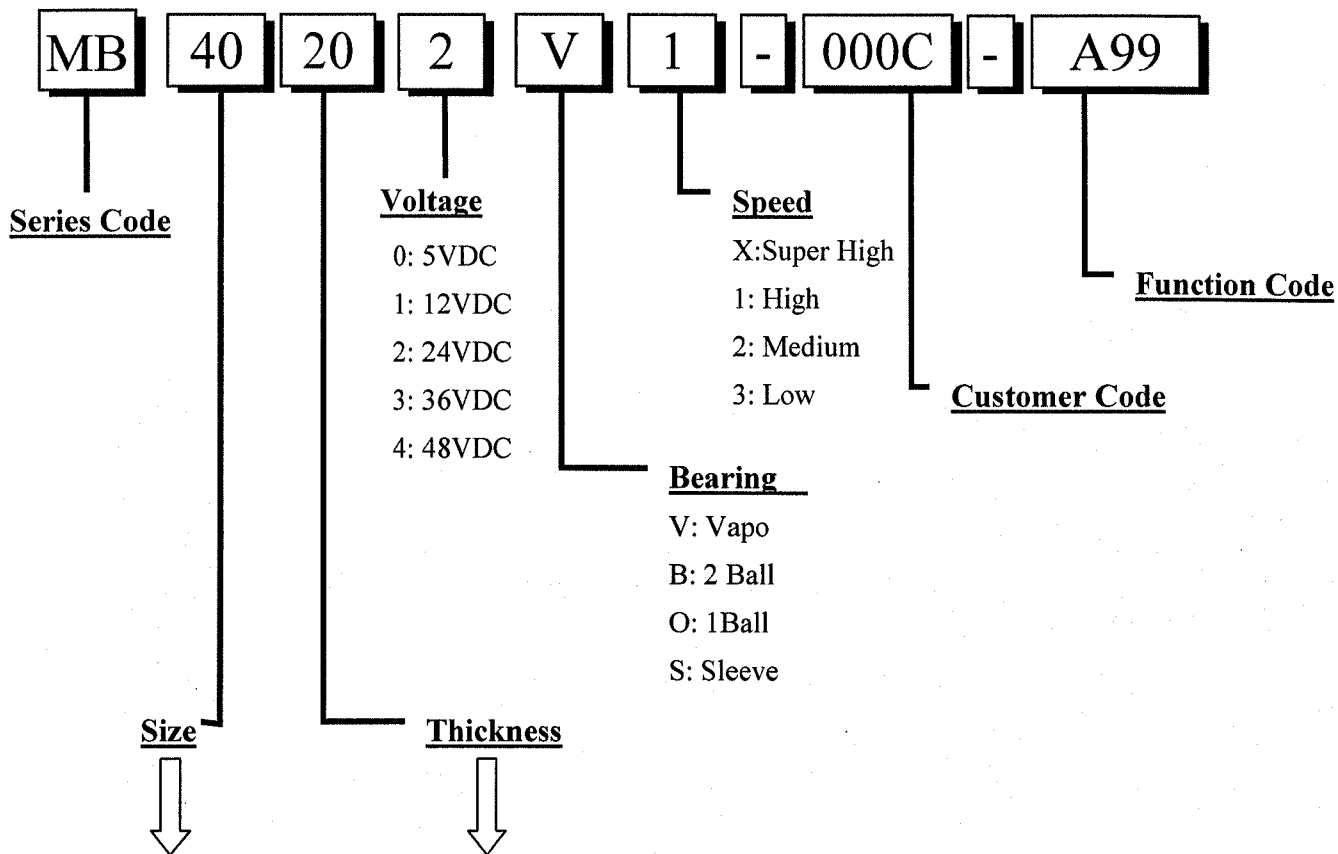 MB 40 20 2 V 1 - 000C - A99
Series Code
Voltage
0: 5VDC
1: 12VDC
2: 24VDC
3: 36VDC
4: 48VDC
Speed
X:Super High
1: High
2: Medium
3: Low
Function Code
Customer Code
Bearing
V: Vapo
B: 2 Ball
O: 1Ball
S: Sleeve
Size
Thickness